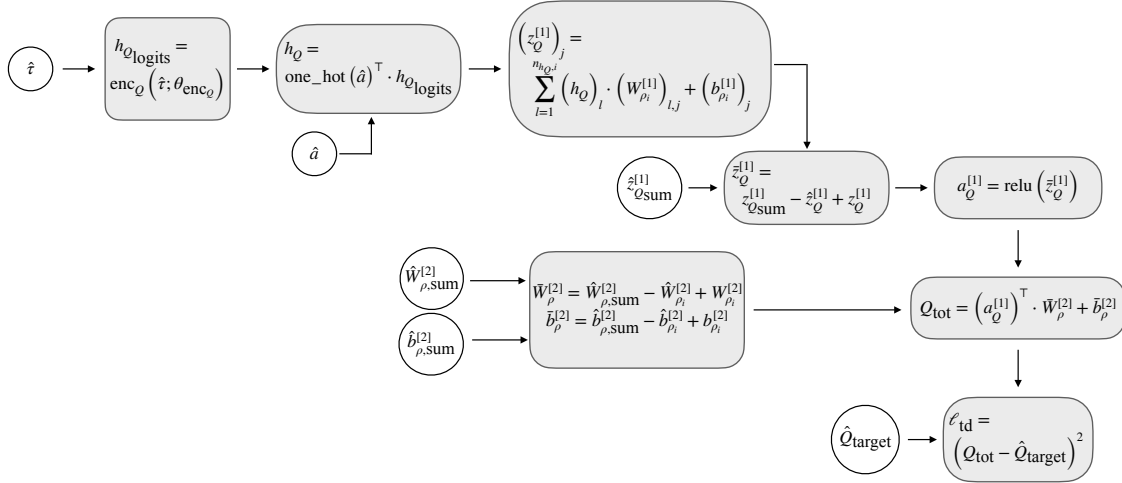 τ̂
h_{Q_logits} =
enc_Q (τ̂; θ_{enc_Q})
h_Q =
one_hot (â)^⊤ · h_{Q_logits}
â
(z_Q^{[1]})_j =
∑_{l=1}^{n_{h_Q,i}} (h_Q)_l · (W_{ρ_i}^{[1]})_{l,j} + (b_{ρ_i}^{[1]})_j
ẑ_{Q_sum}^{[1]}
z̄_Q^{[1]} =
z_{Q_sum}^{[1]} − ẑ_Q^{[1]} + z_Q^{[1]}
a_Q^{[1]} = relu (z̄_Q^{[1]})
Ŵ_{ρ,sum}^{[2]}
b̂_{ρ,sum}^{[2]}
W̄_ρ^{[2]} = Ŵ_{ρ,sum}^{[2]} − Ŵ_{ρ_i}^{[2]} + W_{ρ_i}^{[2]}
b̄_ρ^{[2]} = b̂_{ρ,sum}^{[2]} − b̂_{ρ_i}^{[2]} + b_{ρ_i}^{[2]}
Q_tot = (a_Q^{[1]})^⊤ · W̄_ρ^{[2]} + b̄_ρ^{[2]}
Q̂_target
ℓ_td =
(Q_tot − Q̂_target)^2